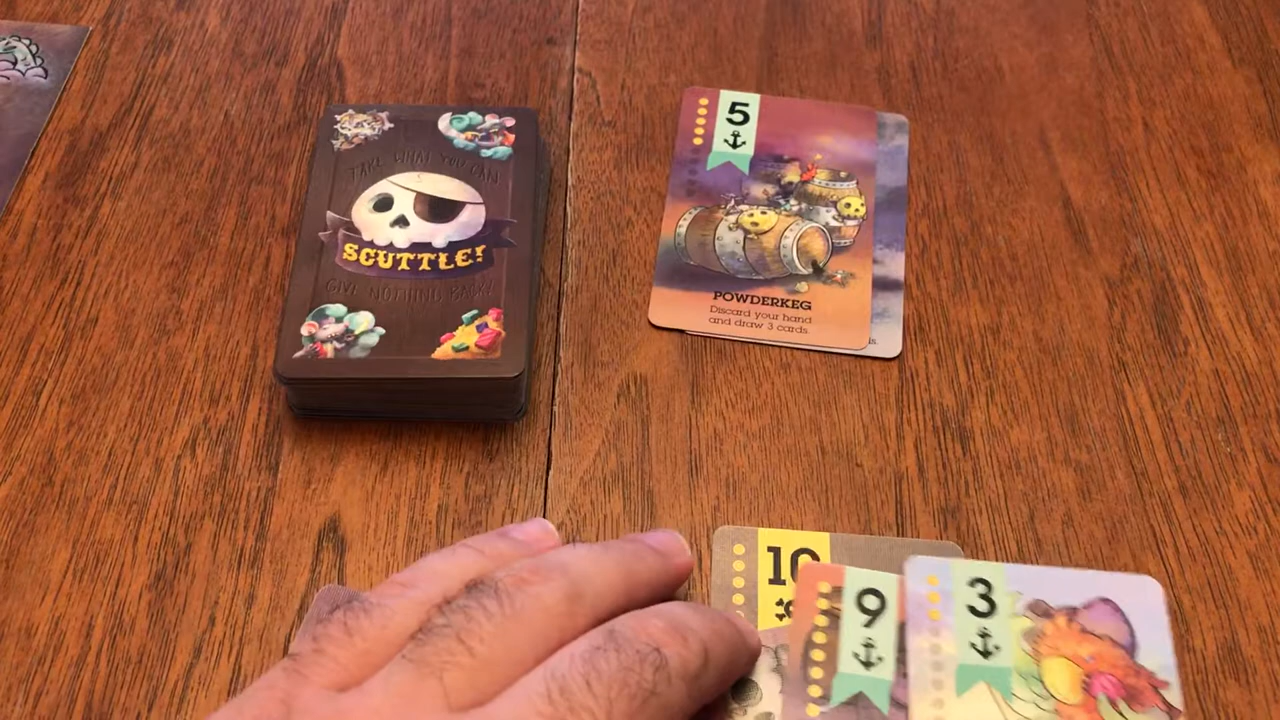 TAKE WHAT YOU CAN
SCUTTLE!
GIVE NOTHING BACK!
5
POWDERKEG
Discard your hand
and draw 3 cards.
10
9
3